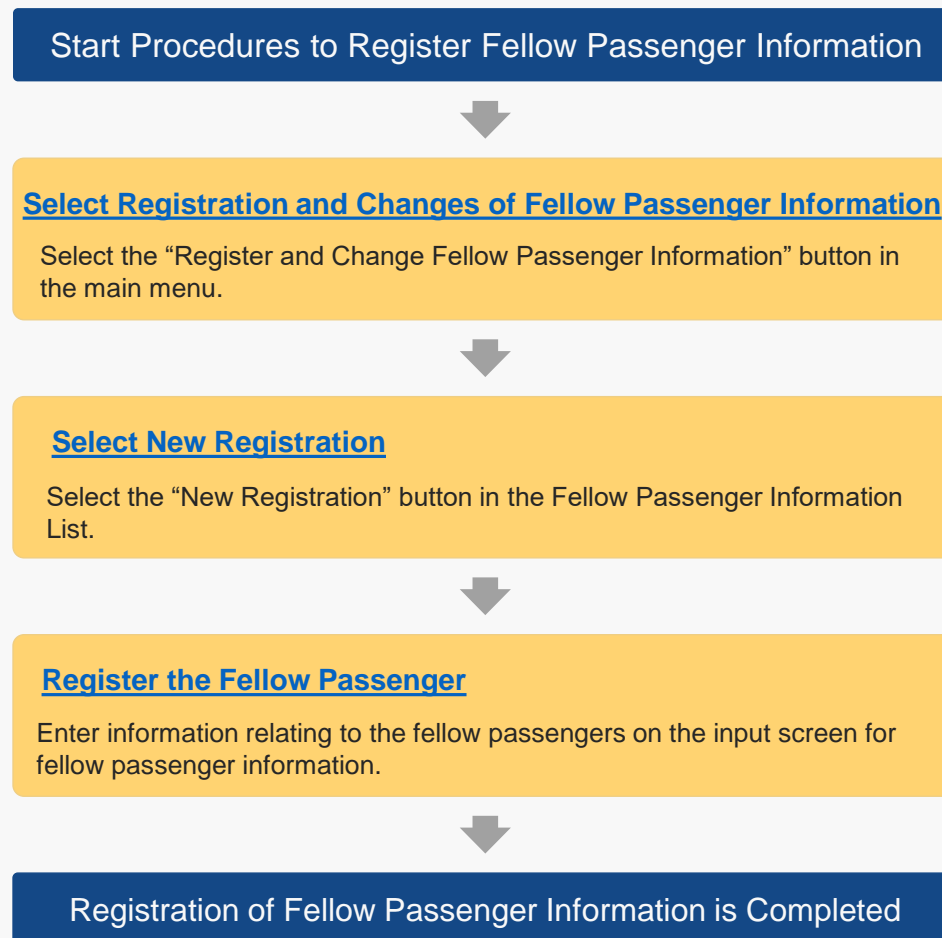 Start Procedures to Register Fellow Passenger Information
Select Registration and Changes of Fellow Passenger Information
Select the “Register and Change Fellow Passenger Information” button in
the main menu.
Select New Registration
Select the “New Registration” button in the Fellow Passenger Information
List.
Register the Fellow Passenger
Enter information relating to the fellow passengers on the input screen for
fellow passenger information.
Registration of Fellow Passenger Information is Completed